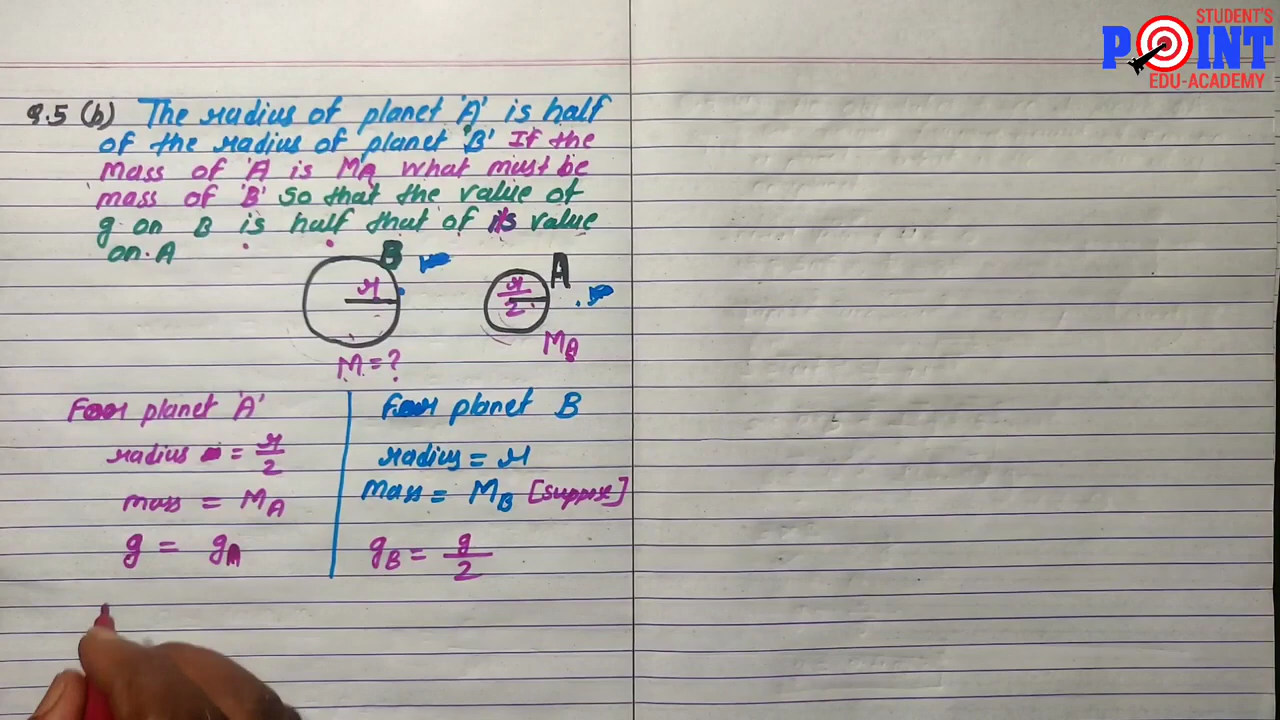 STUDENT'S
POINT
EDU-ACADEMY
Q.5 (b) The radius of planet 'A' is half
of the radius of planet 'B' If the
Mass of 'A' is MA What must be
mass of 'B' So that the value of
g on B is half that of its value
on A
B
A
r
r/2
MA
M = ?
For planet 'A'
radius = r/2
mass = MA
g = gA
For planet B
radius = r
Mass = MB [suppose]
gB = g/2